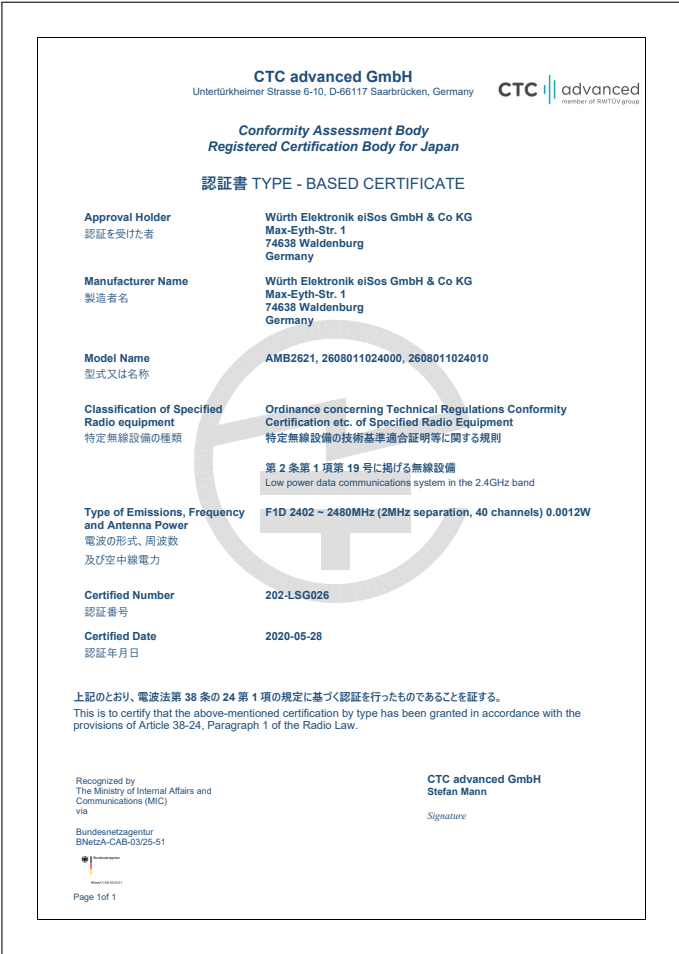 CTC advanced GmbH
Untertürkheimer Strasse 6-10, D-66117 Saarbrücken, Germany
CTC advanced
member of RWTÜV group
Conformity Assessment Body
Registered Certification Body for Japan
認証書 TYPE - BASED CERTIFICATE
Approval Holder
認証を受けた者
Würth Elektronik eiSos GmbH & Co KG
Max-Eyth-Str. 1
74638 Waldenburg
Germany
Manufacturer Name
製造者名
Würth Elektronik eiSos GmbH & Co KG
Max-Eyth-Str. 1
74638 Waldenburg
Germany
Model Name
型式又は名称
AMB2621, 2608011024000, 2608011024010
Classification of Specified
Radio equipment
特定無線設備の種類
Ordinance concerning Technical Regulations Conformity
Certification etc. of Specified Radio Equipment
特定無線設備の技術基準適合証明等に関する規則
第 2 条第 1 項第 19 号に掲げる無線設備
Low power data communications system in the 2.4GHz band
Type of Emissions, Frequency
and Antenna Power
電波の形式、周波数
及び空中線電力
F1D 2402 ~ 2480MHz (2MHz separation, 40 channels) 0.0012W
Certified Number
認証番号
202-LSG026
Certified Date
認証年月日
2020-05-28
上記のとおり、電波法第 38 条の 24 第 1 項の規定に基づく認証を行ったものであることを証する。
This is to certify that the above-mentioned certification by type has been granted in accordance with the
provisions of Article 38-24, Paragraph 1 of the Radio Law.
Recognized by
The Ministry of Internal Affairs and
Communications (MIC)
via
Bundesnetzagentur
BNetzA-CAB-03/25-51
Bundesnetzagentur
BNetzA-CAB-03/25-51
Page 1of 1
CTC advanced GmbH
Stefan Mann
Signature